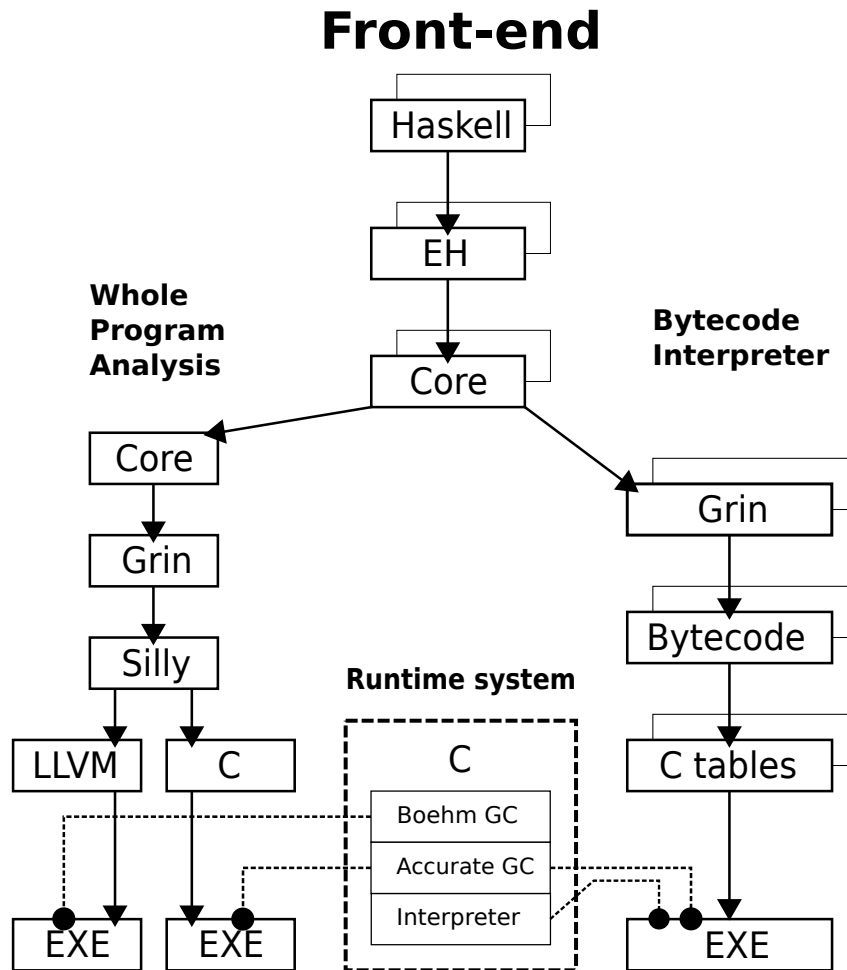 Front-end
Haskell
EH
Whole
Program
Analysis
Bytecode
Interpreter
Core
Core
Grin
Grin
Bytecode
Silly
Runtime system
LLVM
C
C
C tables
Boehm GC
Accurate GC
Interpreter
EXE
EXE
EXE